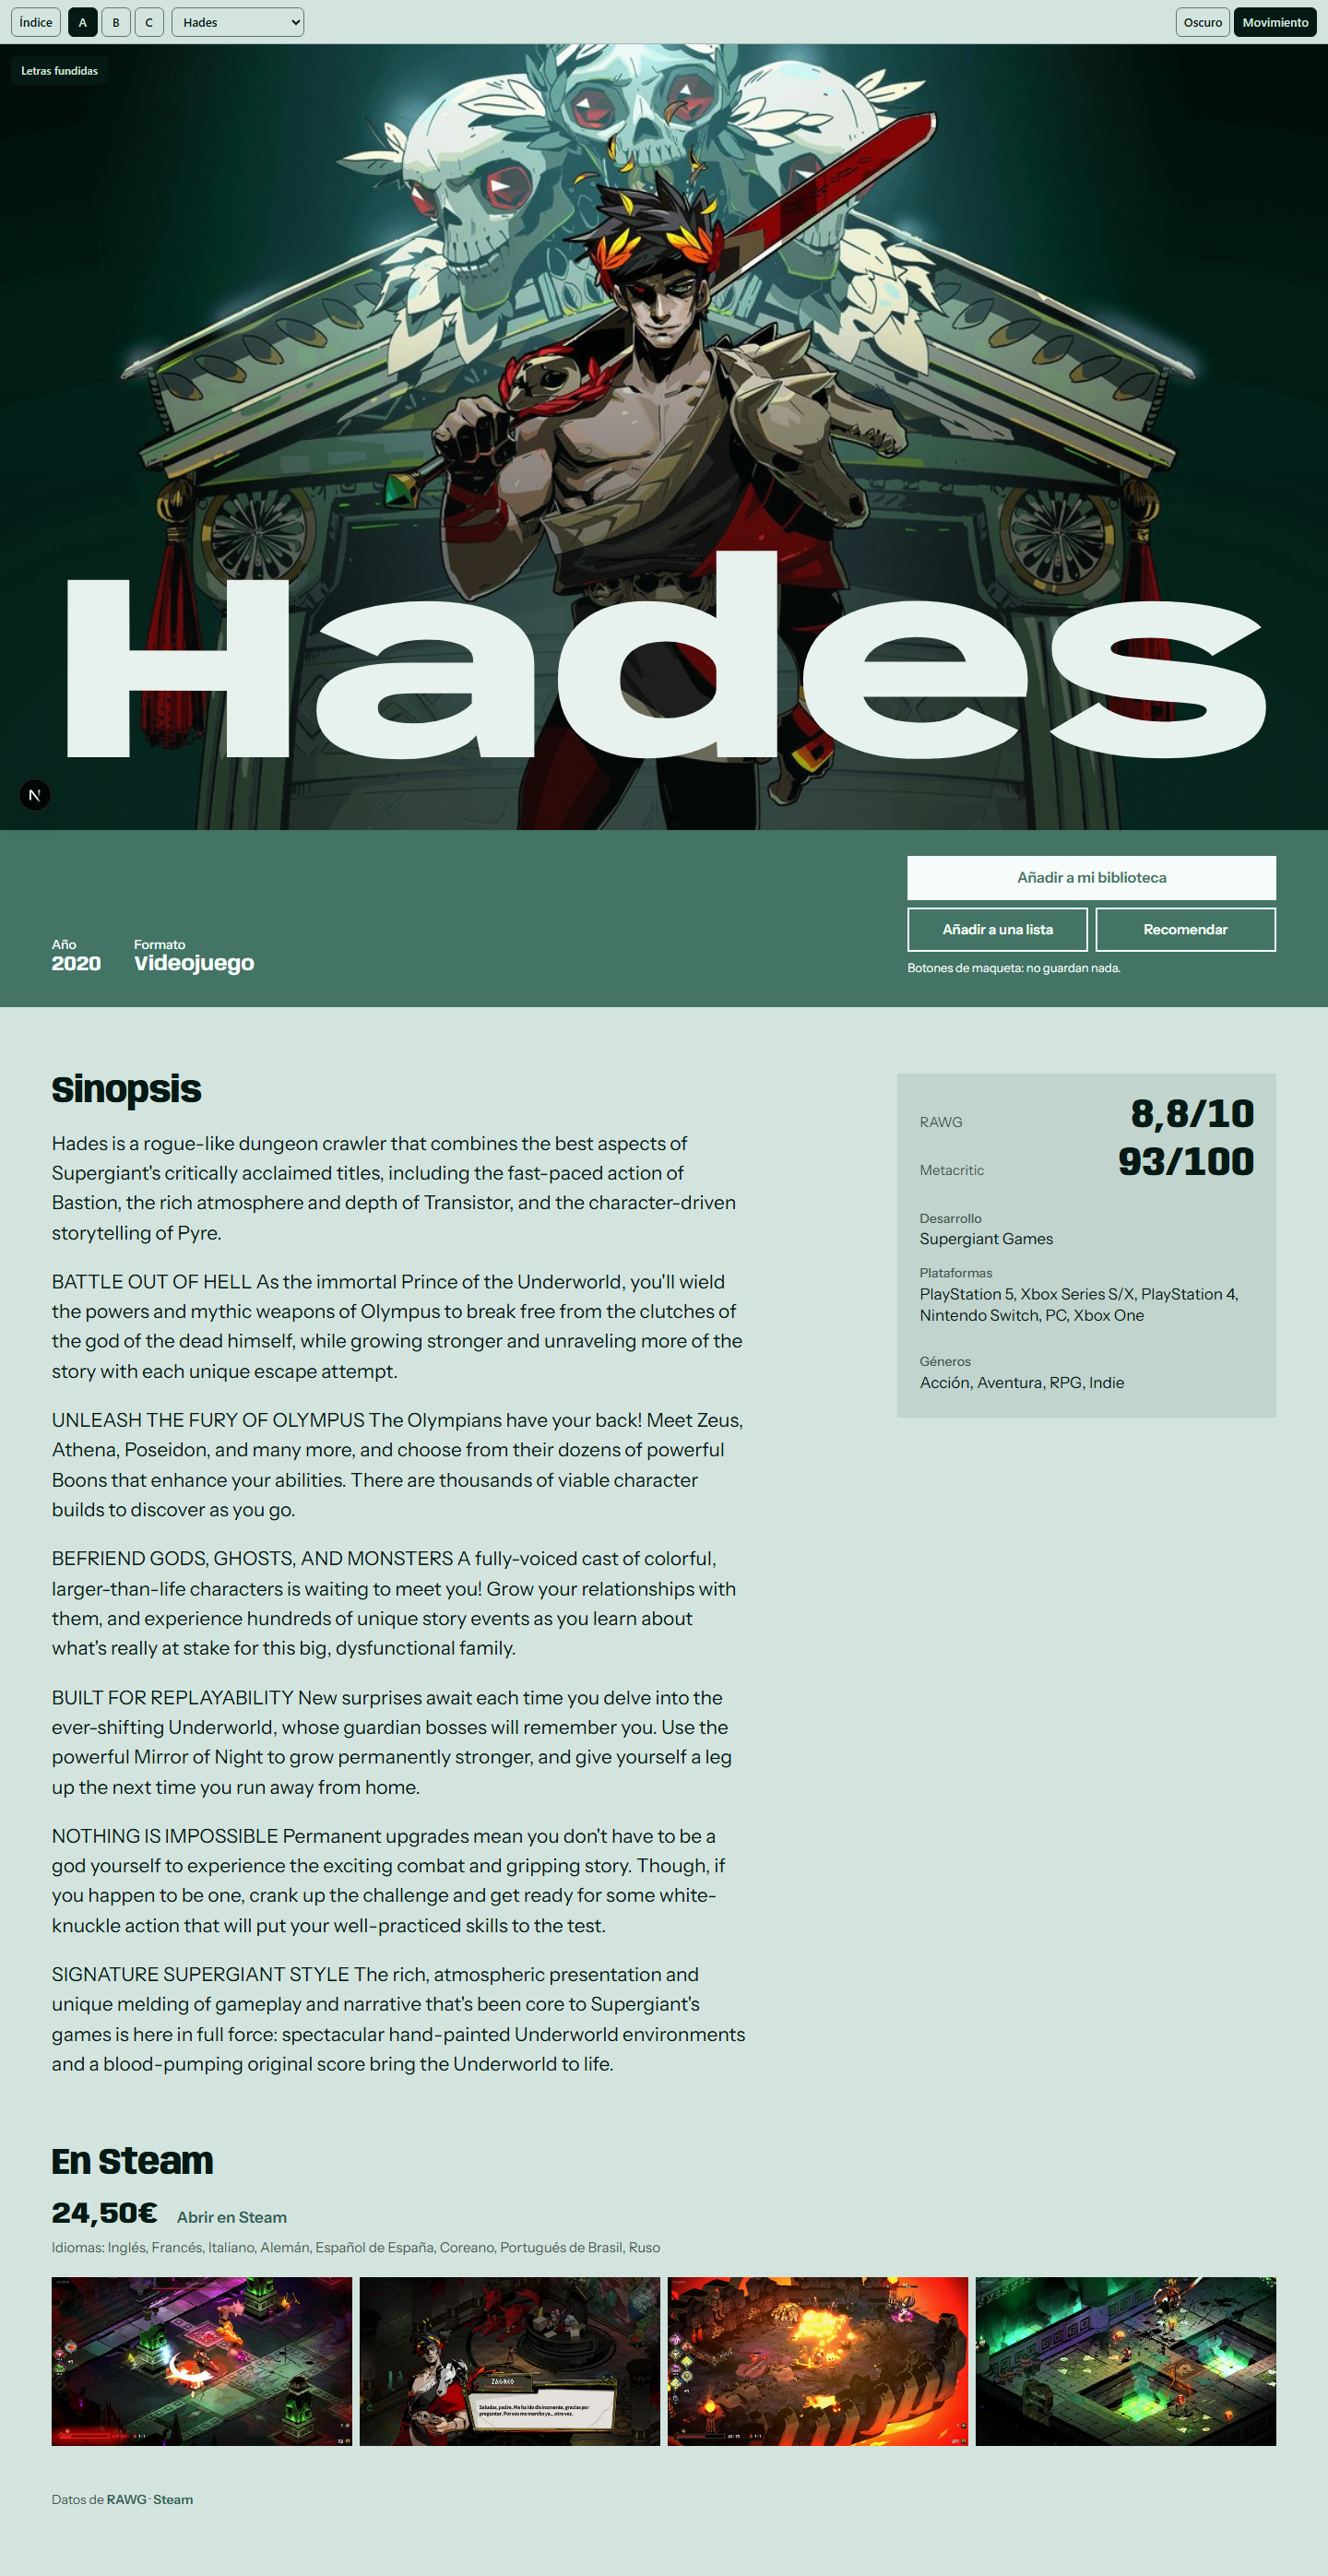 Índice A B C Hades Oscuro Movimiento
Letras fundidas
Hades
N
Añadir a mi biblioteca
Añadir a una lista Recomendar
Botones de maqueta: no guardan nada.
Año Formato
2020 Videojuego
Sinopsis
Hades is a rogue-like dungeon crawler that combines the best aspects of
Supergiant's critically acclaimed titles, including the fast-paced action of
Bastion, the rich atmosphere and depth of Transistor, and the character-driven
storytelling of Pyre.
BATTLE OUT OF HELL As the immortal Prince of the Underworld, you'll wield
the powers and mythic weapons of Olympus to break free from the clutches of
the god of the dead himself, while growing stronger and unraveling more of the
story with each unique escape attempt.
UNLEASH THE FURY OF OLYMPUS The Olympians have your back! Meet Zeus,
Athena, Poseidon, and many more, and choose from their dozens of powerful
Boons that enhance your abilities. There are thousands of viable character
builds to discover as you go.
BEFRIEND GODS, GHOSTS, AND MONSTERS A fully-voiced cast of colorful,
larger-than-life characters is waiting to meet you! Grow your relationships with
them, and experience hundreds of unique story events as you learn about
what's really at stake for this big, dysfunctional family.
BUILT FOR REPLAYABILITY New surprises await each time you delve into the
ever-shifting Underworld, whose guardian bosses will remember you. Use the
powerful Mirror of Night to grow permanently stronger, and give yourself a leg
up the next time you run away from home.
NOTHING IS IMPOSSIBLE Permanent upgrades mean you don't have to be a
god yourself to experience the exciting combat and gripping story. Though, if
you happen to be one, crank up the challenge and get ready for some white-
knuckle action that will put your well-practiced skills to the test.
SIGNATURE SUPERGIANT STYLE The rich, atmospheric presentation and
unique melding of gameplay and narrative that's been core to Supergiant's
games is here in full force: spectacular hand-painted Underworld environments
and a blood-pumping original score bring the Underworld to life.
RAWG 8,8/10
Metacritic 93/100
Desarrollo
Supergiant Games
Plataformas
PlayStation 5, Xbox Series S/X, PlayStation 4,
Nintendo Switch, PC, Xbox One
Géneros
Acción, Aventura, RPG, Indie
En Steam
24,50€ Abrir en Steam
Idiomas: Inglés, Francés, Italiano, Alemán, Español de España, Coreano, Portugués de Brasil, Ruso
ZAGREO
Saludos, padre. Me ha ido divinamente, gracias por
preguntar. Por eso me marcho ya... otra vez.
Datos de RAWG · Steam